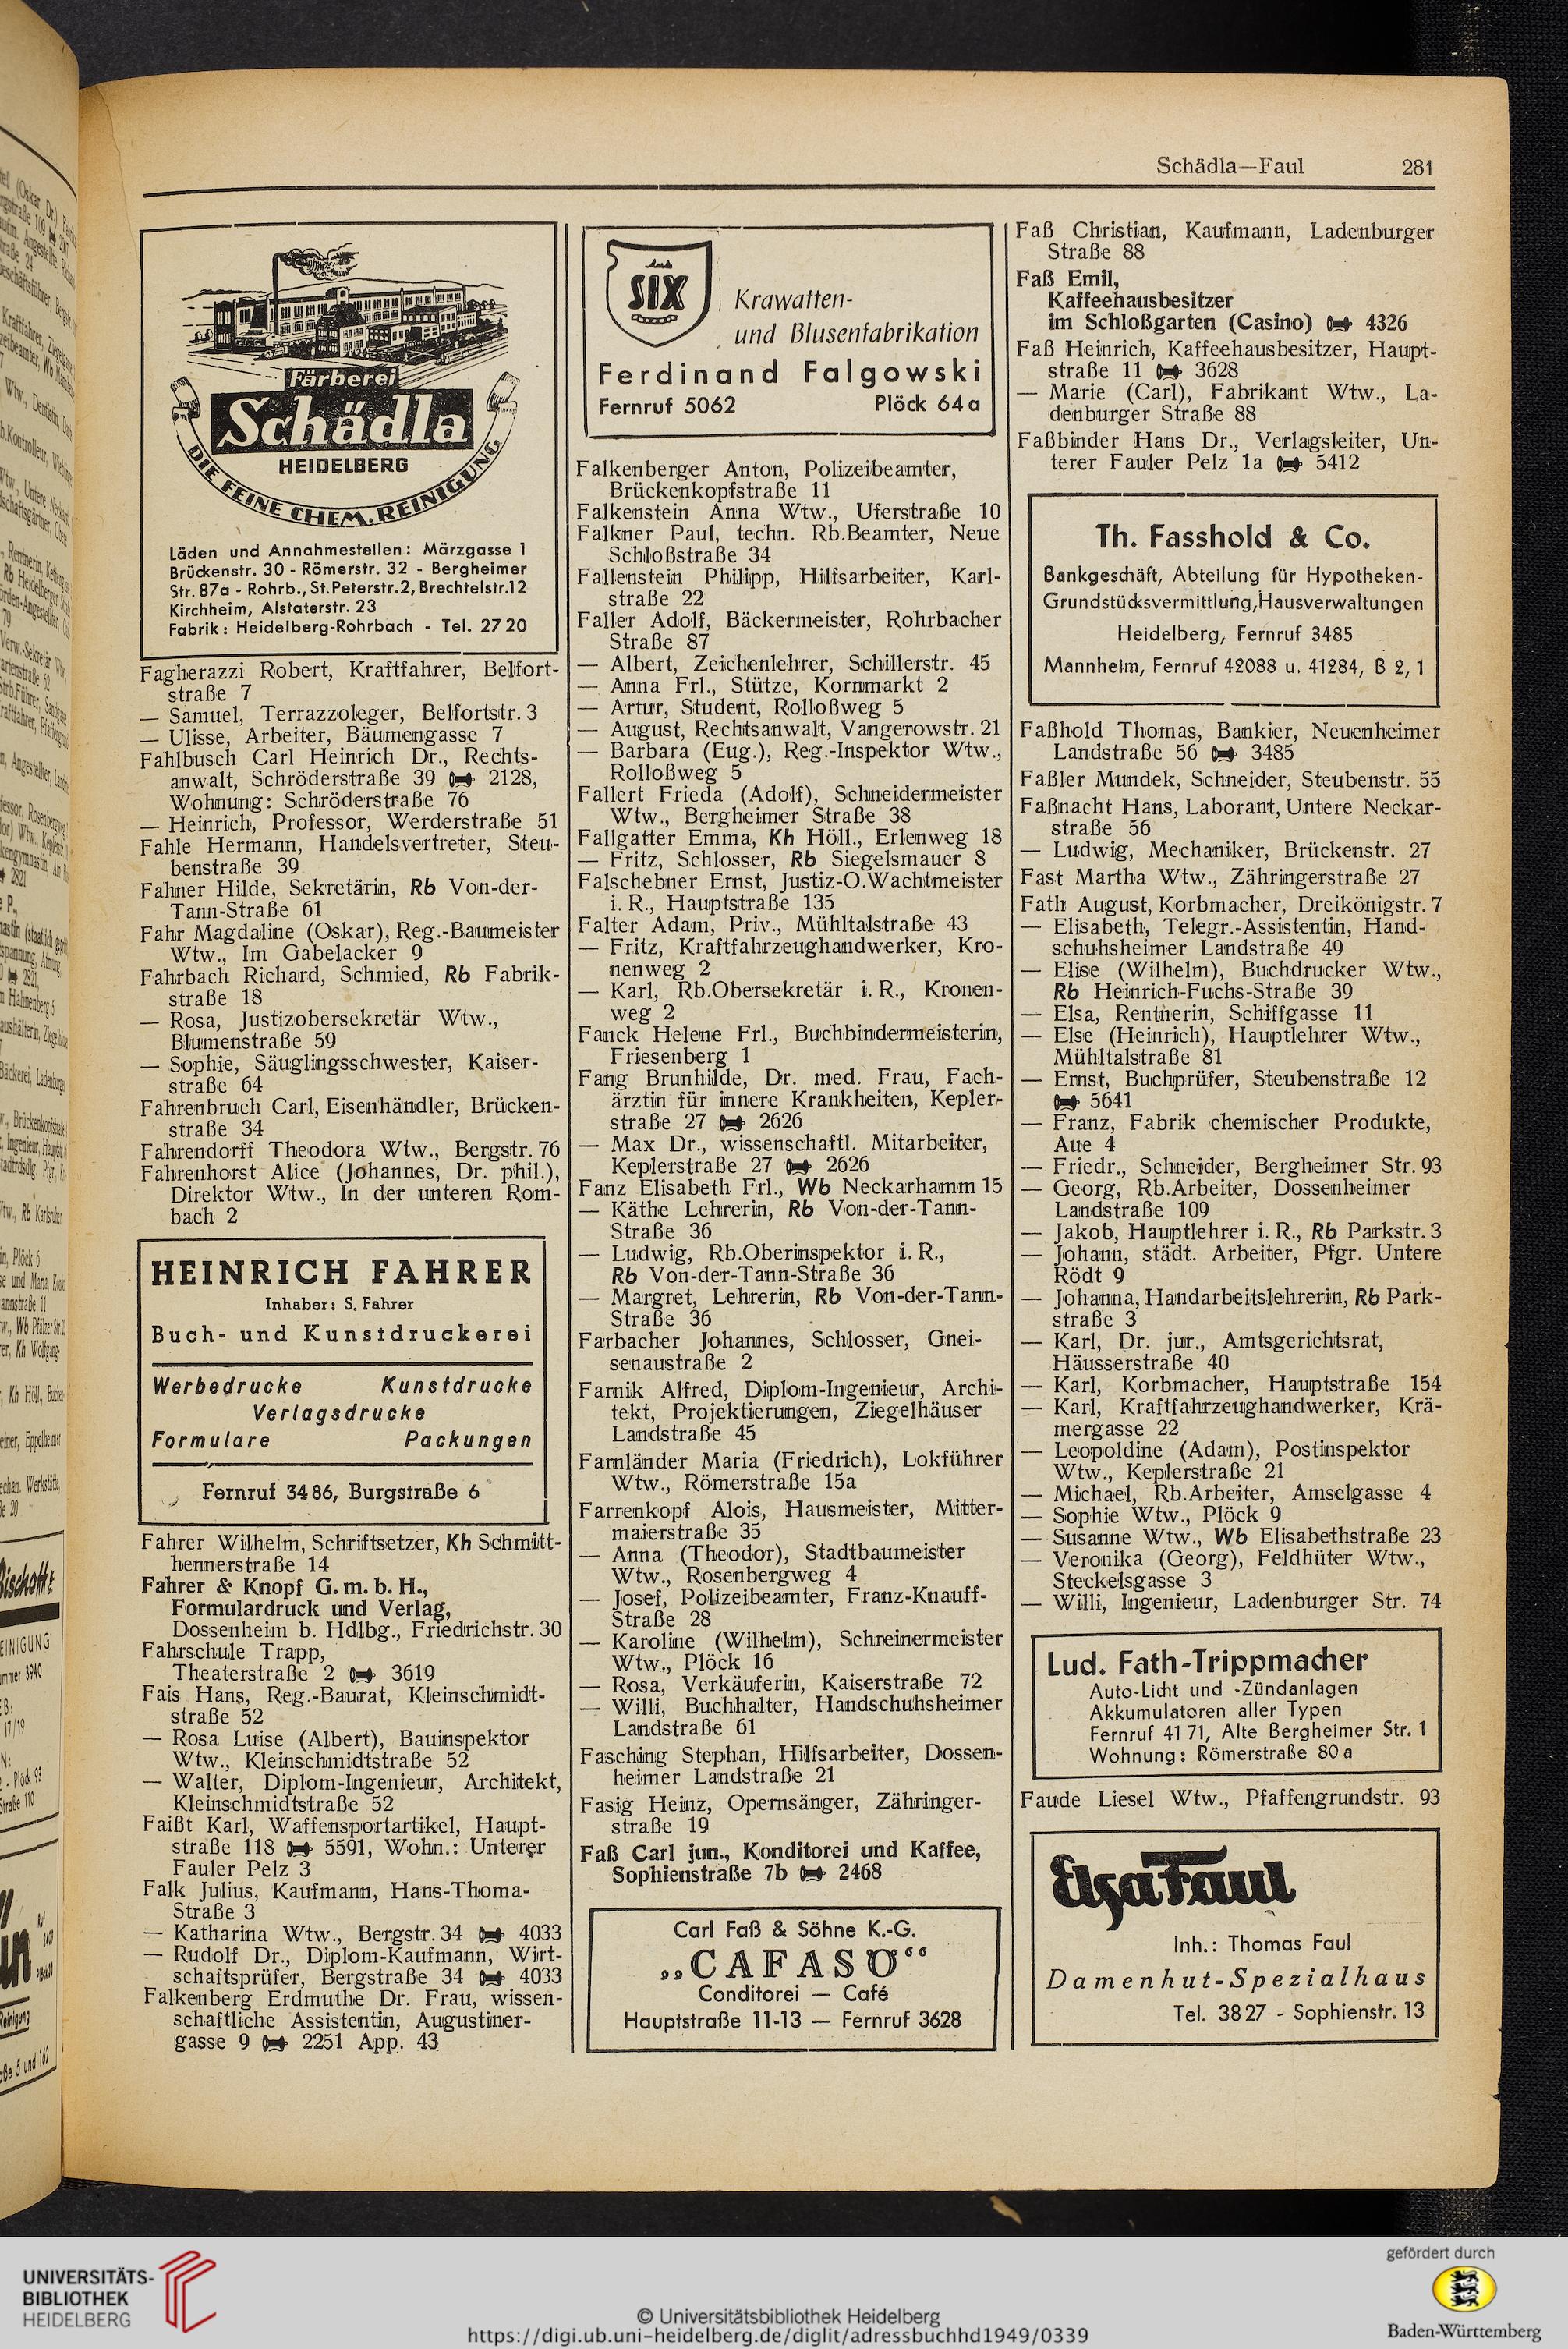 Schädla—Faul 281
Färberei
Schädla
HEIDELBERG
DIE FEINE CHEM. REINIGUNG
Läden und Annahmestellen: Märzgasse 1
Brückenstr. 30 - Römerstr. 32 - Bergheimer
Str. 87a - Rohrb., St.Peterstr.2, Brechtelstr.12
Kirchheim, Alstaterstr. 23
Fabrik: Heidelberg-Rohrbach - Tel. 27 20
Fagherazzi Robert, Kraftfahrer, Belfort-
straße 7
— Samuel, Terrazzoleger, Belfortstr. 3
— Ulisse, Arbeiter, Bäumengasse 7
Fahlbusch Carl Heinrich Dr., Rechts-
anwalt, Schröderstraße 39 2128,
Wohnung: Schröderstraße 76
— Heinrich, Professor, Werderstraße 51
Fahle Hermann, Handelsvertreter, Steu-
benstraße 39
Fahner Hilde, Sekretärin, Rb Von-der-
Tann-Straße 61
Fahr Magdaline (Oskar), Reg.-Baumeister
Wtw., Im Gabelacker 9
Fahrbach Richard, Schmied, Rb Fabrik-
straße 18
— Rosa, Justizobersekretär Wtw.,
Blumenstraße 59
— Sophie, Säuglingsschwester, Kaiser-
straße 64
Fahrenbruch Carl, Eisenhändler, Brücken-
straße 34
Fahrendorff Theodora Wtw., Bergstr. 76
Fahrenhorst Alice (Johannes, Dr. phil.),
Direktor Wtw., In der unteren Rom-
bach 2
HEINRICH FAHRER
Inhaber: S. Fahrer
Buch- und Kunstdruckerei
Werbedrucke Kunstdrucke
Verlagsdrucke
Formulare Packungen
Fernruf 34 86, Burgstraße 6
Fahrer Wilhelm, Schriftsetzer, Kh Schmitt-
hennerstraße 14
Fahrer & Knopf G. m. b. H.,
Formulardruck und Verlag,
Dossenheim b. Hdlbg., Friedrichstr. 30
Fahrschule Trapp,
Theaterstraße 2 3619
Fais Hans, Reg.-Baurat, Kleinschmidt-
straße 52
— Rosa Luise (Albert), Bauinspektor
Wtw., Kleinschmidtstraße 52
— Walter, Diplom-Ingenieur, Architekt,
Kleinschmidtstraße 52
Faißt Karl, Waffensportartikel, Haupt-
straße 118 5591, Wohn.: Unterer
Fauler Pelz 3
Falk Julius, Kaufmann, Hans-Thoma-
Straße 3
— Katharina Wtw., Bergstr. 34 4033
— Rudolf Dr., Diplom-Kaufmann, Wirt-
schaftsprüfer, Bergstraße 34 4033
Falkenberg Erdmuthe Dr. Frau, wissen-
schaftliche Assistentin, Augustiner-
gasse 9 2251 App. 43
SIX
Krawatten-
und Blusenfabrikation
Ferdinand Falgowski
Fernruf 5062 Plöck 64a
Falkenberger Anton, Polizeibeamter,
Brückenkopfstraße 11
Falkenstein Anna Wtw., Uferstraße 10
Falkner Paul, techn. Rb.Beamter, Neue
Schloßstraße 34
Fallenstein Philipp, Hilfsarbeiter, Karl-
straße 22
Faller Adolf, Bäckermeister, Rohrbacher
Straße 87
— Albert, Zeichenlehrer, Schillerstr. 45
— Anna Frl., Stütze, Kornmarkt 2
— Artur, Student, Rolloßweg 5
— August, Rechtsanwalt, Vangerowstr. 21
— Barbara (Eug.), Reg.-Inspektor Wtw.,
Rolloßweg 5
Fallert Frieda (Adolf), Schneidermeister
Wtw., Bergheimer Straße 38
Fallgatter Emma, Kh Höll., Erlenweg 18
— Fritz, Schlosser, Rb Siegelsmauer 8
Falschebner Ernst, Justiz-O.Wachtmeister
i. R., Hauptstraße 135
Falter Adam, Priv., Mühltalstraße 43
— Fritz, Kraftfahrzeughandwerker, Kro-
nenweg 2
— Karl, Rb.Obersekretär i. R., Kronen-
weg 2
Fanck Helene Frl., Buchbindermeisterin,
Friesenberg 1
Fang Brunhilde, Dr. med. Frau, Fach-
ärztin für innere Krankheiten, Kepler-
straße 27 2626
— Max Dr., wissenschaftl. Mitarbeiter,
Keplerstraße 27 2626
Fanz Elisabeth Frl., Wb Neckarhamm 15
— Käthe Lehrerin, Rb Von-der-Tann-
Straße 36
— Ludwig, Rb.Oberinspektor i. R.,
Rb Von-der-Tann-Straße 36
— Margret, Lehrerin, Rb Von-der-Tann-
Straße 36
Farbacher Johannes, Schlosser, Gnei-
senaustraße 2
Farnik Alfred, Diplom-Ingenieur, Archi-
tekt, Projektierungen, Ziegelhäuser
Landstraße 45
Farnländer Maria (Friedrich), Lokführer
Wtw., Römerstraße 15a
Farrenkopf Alois, Hausmeister, Mitter-
maierstraße 35
— Anna (Theodor), Stadtbaumeister
Wtw., Rosenbergweg 4
— Josef, Polizeibeamter, Franz-Knauff-
Straße 28
— Karoline (Wilhelm), Schreinermeister
Wtw., Plöck 16
— Rosa, Verkäuferin, Kaiserstraße 72
— Willi, Buchhalter, Handschuhsheimer
Landstraße 61
Fasching Stephan, Hilfsarbeiter, Dossen-
heimer Landstraße 21
Fasig Heinz, Opernsänger, Zähringer-
straße 19
Faß Carl jun., Konditorei und Kaffee,
Sophienstraße 7b 2468
Carl Faß & Söhne K.-G.
„CAFASÖ“
Conditorei — Café
Hauptstraße 11-13 — Fernruf 3628
Faß Christian, Kaufmann, Ladenburger
Straße 88
Faß Emil,
Kaffeehausbesitzer
im Schloßgarten (Casino) 4326
Faß Heinrich, Kaffeehausbesitzer, Haupt-
straße 11 3628
— Marie (Carl), Fabrikant Wtw., La-
denburger Straße 88
Faßbinder Hans Dr., Verlagsleiter, Un-
terer Fauler Pelz 1a 5412
Th. Fasshold & Co.
Bankgeschäft, Abteilung für Hypotheken-
Grundstücksvermittlung, Hausverwaltungen
Heidelberg, Fernruf 3485
Mannheim, Fernruf 42088 u. 41284, B 2, 1
Faßhold Thomas, Bankier, Neuenheimer
Landstraße 56 3485
Faßler Mundek, Schneider, Steubenstr. 55
Faßnacht Hans, Laborant, Untere Neckar-
straße 56
— Ludwig, Mechaniker, Brückenstr. 27
Fast Martha Wtw., Zähringerstraße 27
Fath August, Korbmacher, Dreikönigstr. 7
— Elisabeth, Telegr.-Assistentin, Hand-
schuhsheimer Landstraße 49
— Elise (Wilhelm), Buchdrucker Wtw.,
Rb Heinrich-Fuchs-Straße 39
— Elsa, Rentnerin, Schiffgasse 11
— Else (Heinrich), Hauptlehrer Wtw.,
Mühltalstraße 81
— Ernst, Buchprüfer, Steubenstraße 12
5641
— Franz, Fabrik chemischer Produkte,
Aue 4
— Friedr., Schneider, Bergheimer Str. 93
— Georg, Rb.Arbeiter, Dossenheimer
Landstraße 109
— Jakob, Hauptlehrer i. R., Rb Parkstr. 3
— Johann, städt. Arbeiter, Pfgr. Untere
Rödt 9
— Johanna, Handarbeitslehrerin, Rb Park-
straße 3
— Karl, Dr. jur., Amtsgerichtsrat,
Häusserstraße 40
— Karl, Korbmacher, Hauptstraße 154
— Karl, Kraftfahrzeughandwerker, Krä-
mergasse 22
— Leopoldine (Adam), Postinspektor
Wtw., Keplerstraße 21
— Michael, Rb.Arbeiter, Amselgasse 4
— Sophie Wtw., Plöck 9
— Susanne Wtw., Wb Elisabethstraße 23
— Veronika (Georg), Feldhüter Wtw.,
Steckelsgasse 3
— Willi, Ingenieur, Ladenburger Str. 74
Lud. Fath-Trippmacher
Auto-Licht und -Zündanlagen
Akkumulatoren aller Typen
Fernruf 41 71, Alte Bergheimer Str. 1
Wohnung: Römerstraße 80a
Faude Liesel Wtw., Pfaffengrundstr. 93
Elsa Faul
Inh.: Thomas Faul
Damenhut-Spezialhaus
Tel. 38 27 - Sophienstr. 13
UNIVERSITÄTS-
BIBLIOTHEK
HEIDELBERG
© Universitätsbibliothek Heidelberg
https://digi.ub.uni-heidelberg.de/diglit/adressbuchhd1949/0339
gefördert durch
Baden-Württemberg